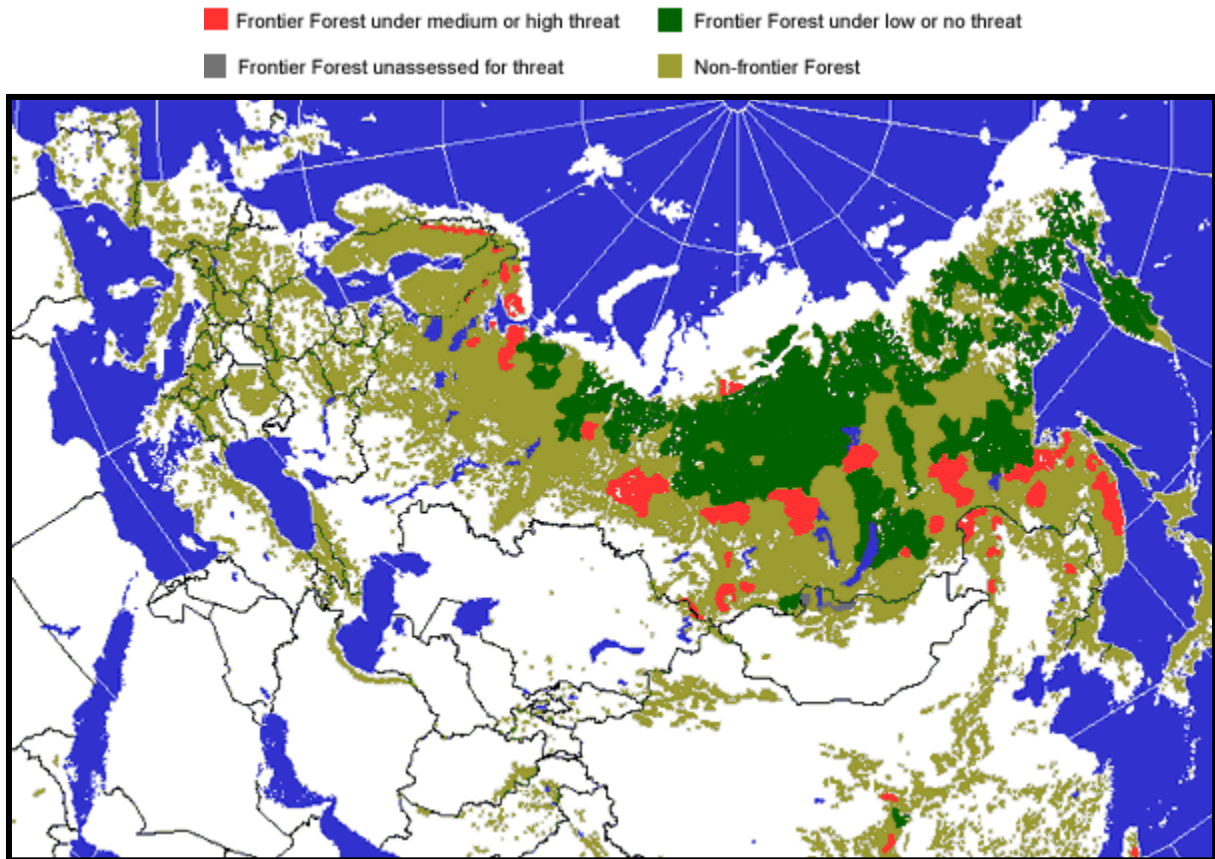 Frontier Forest under medium or high threat
Frontier Forest under low or no threat
Frontier Forest unassessed for threat
Non-frontier Forest